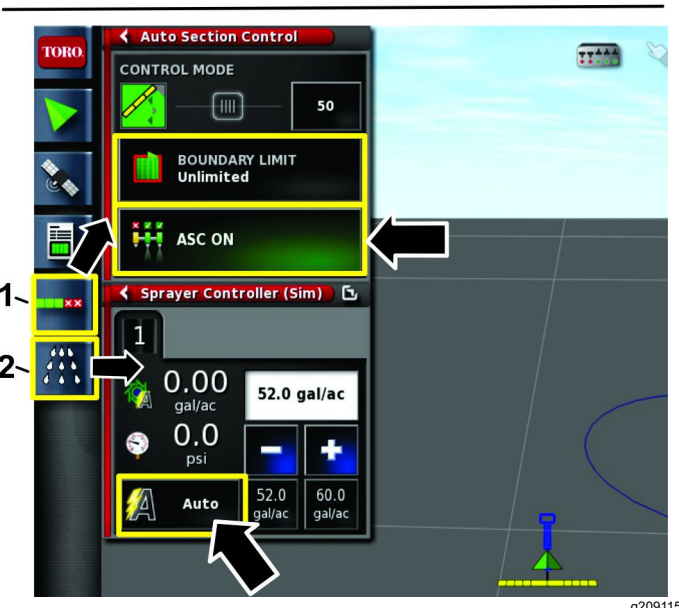 TORO.
Auto Section Control
CONTROL MODE
50
BOUNDARY LIMIT
Unlimited
ASC ON
1
Sprayer Controller (Sim)
1
2
0.00
gal/ac
52.0 gal/ac
0.0
psi
A
Auto
52.0
gal/ac
60.0
gal/ac
g209115